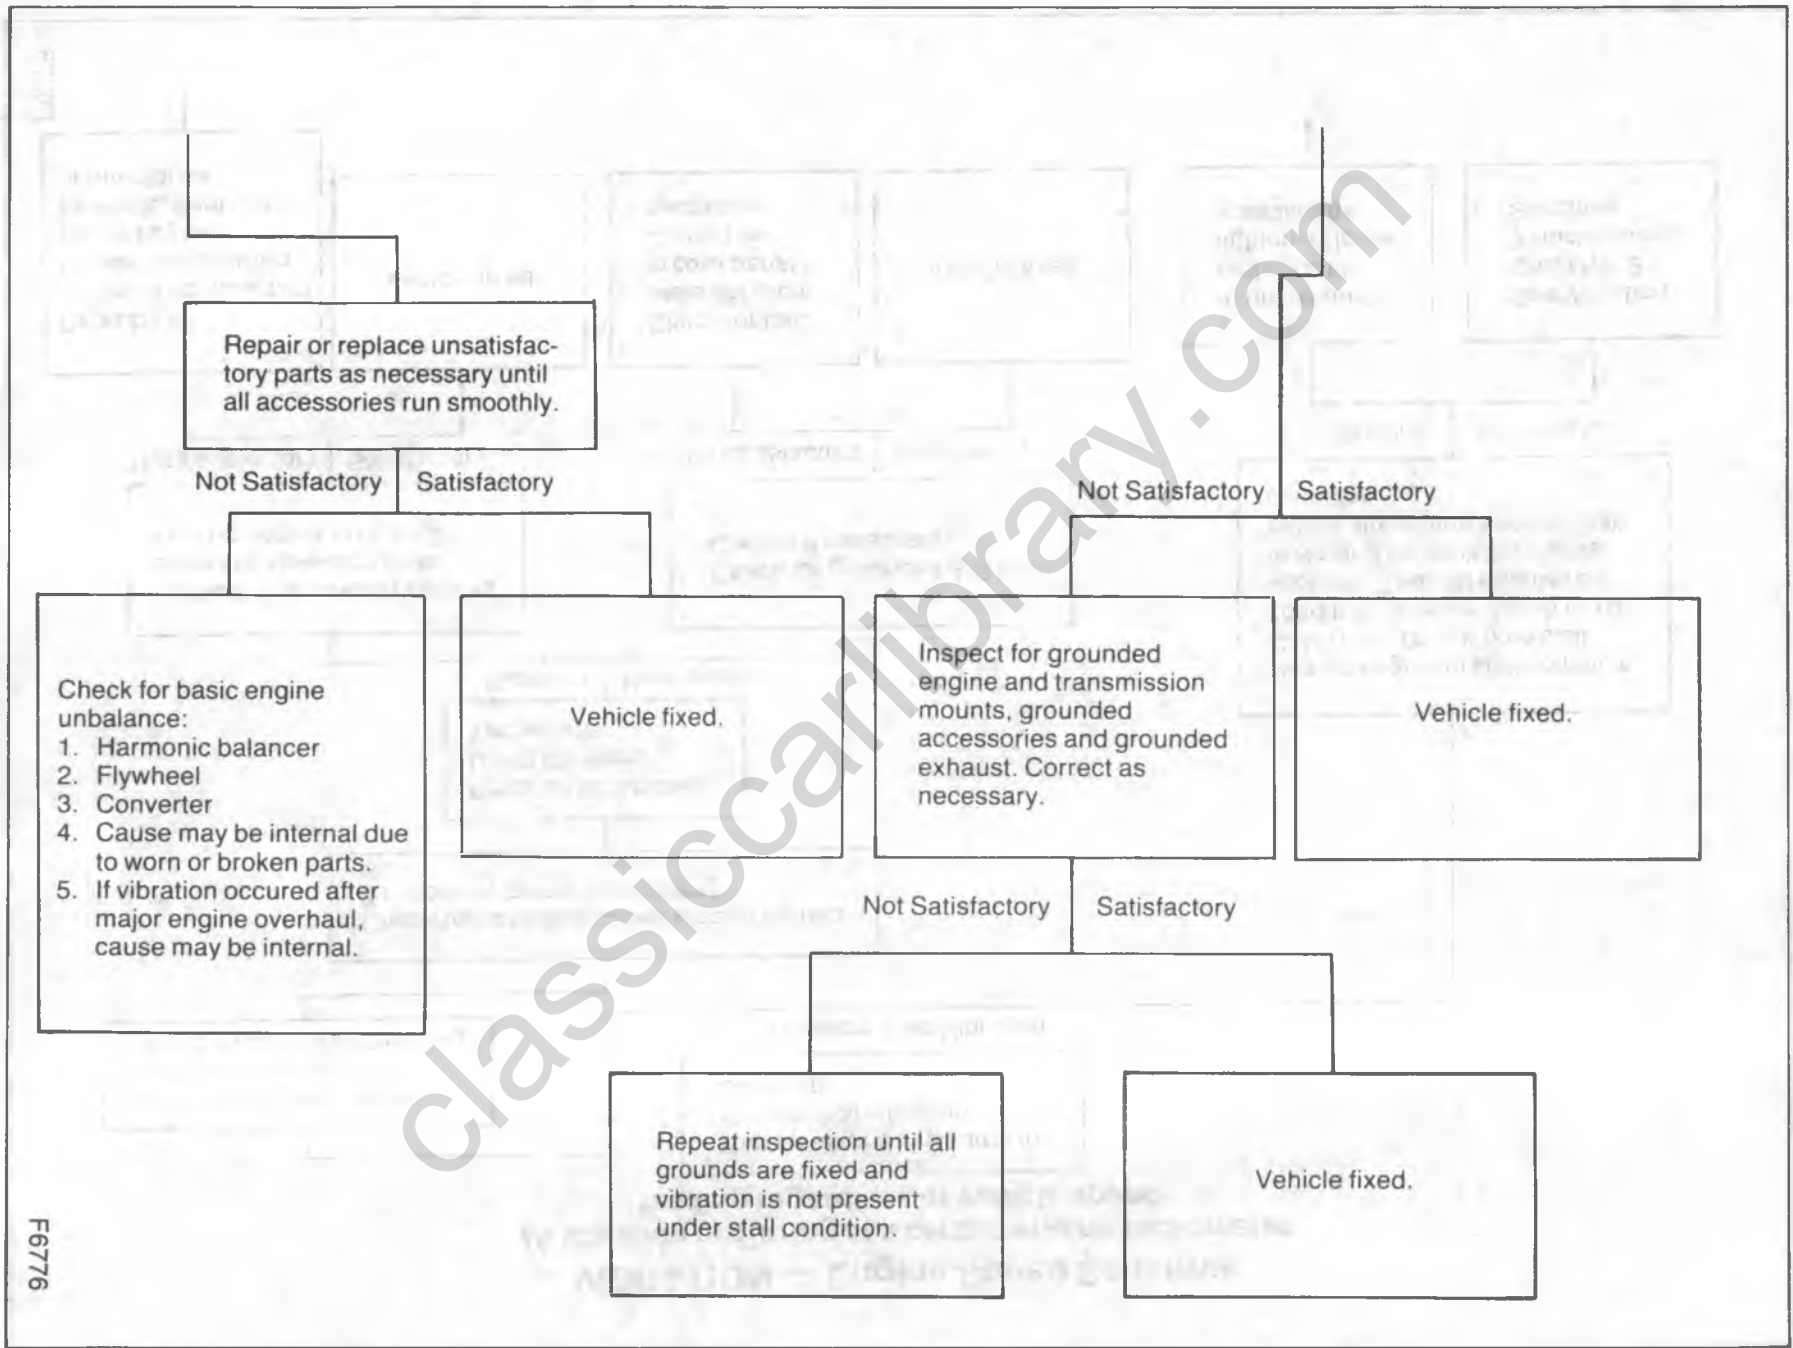 Repair or replace unsatisfac-
tory parts as necessary until
all accessories run smoothly.
Not Satisfactory Satisfactory
Check for basic engine
unbalance:
1. Harmonic balancer
2. Flywheel
3. Converter
4. Cause may be internal due
to worn or broken parts.
5. If vibration occured after
major engine overhaul,
cause may be internal.
Vehicle fixed.
Not Satisfactory Satisfactory
Inspect for grounded
engine and transmission
mounts, grounded
accessories and grounded
exhaust. Correct as
necessary.
Vehicle fixed.
Not Satisfactory Satisfactory
Repeat inspection until all
grounds are fixed and
vibration is not present
under stall condition.
Vehicle fixed.
F6776
classiccarlibrary.com